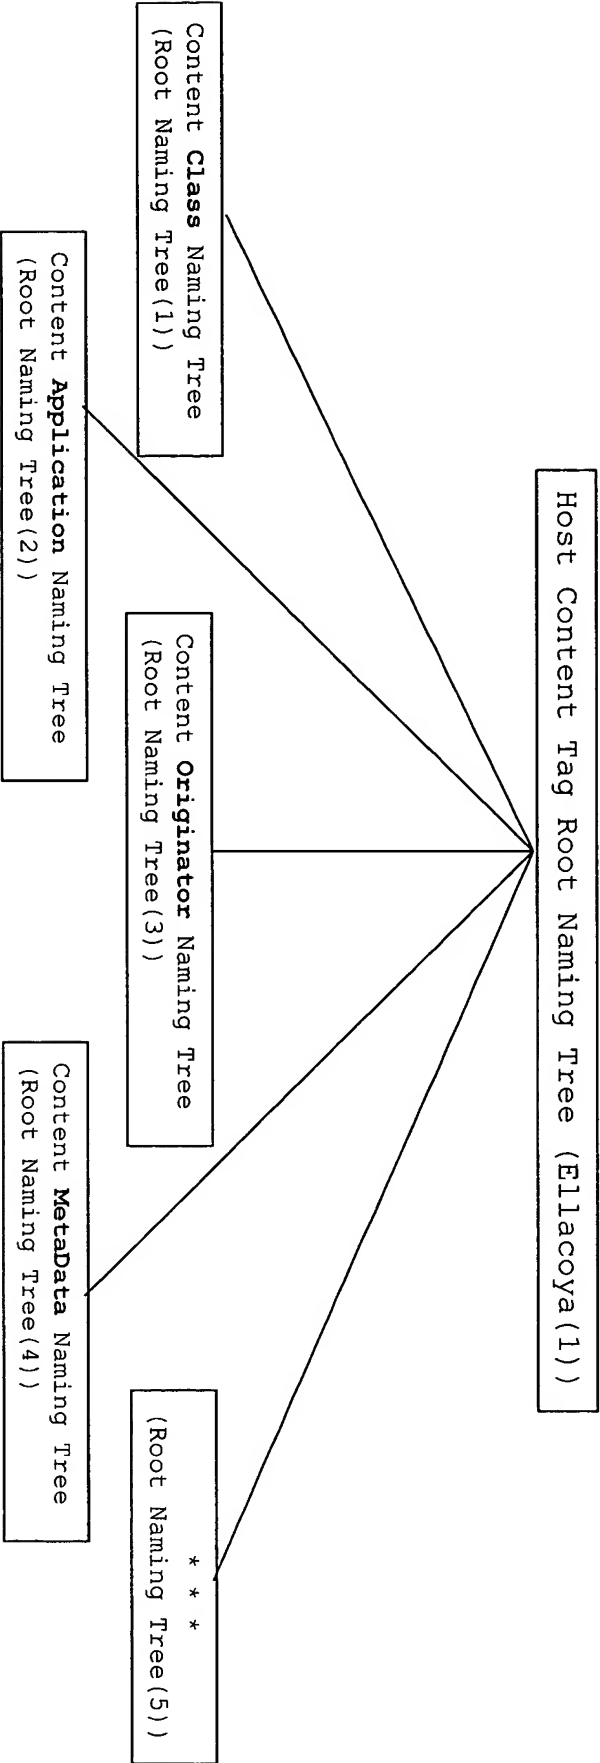 Host Content Tag Root Naming Tree (Ellacoya(1))
Content Class Naming Tree
(Root Naming Tree(1))
Content Application Naming Tree
(Root Naming Tree(2))
Content Originator Naming Tree
(Root Naming Tree(3))
Content MetaData Naming Tree
(Root Naming Tree(4))
* * *
(Root Naming Tree(5))